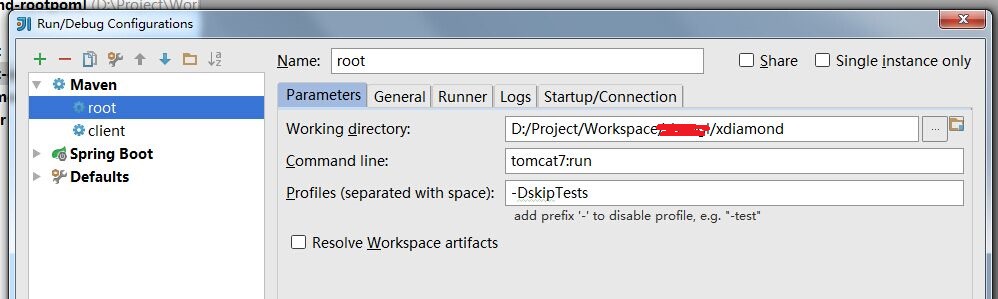 nd-rootpom] (D:\Project\Wor
Run/Debug Configurations
Name: root
Share
Single instance only
Maven
root
client
Spring Boot
Defaults
Parameters General Runner Logs Startup/Connection
Working directory: D:/Project/Workspace/ /xdiamond
...
Command line: tomcat7:run
Profiles (separated with space): -DskipTests
add prefix '-' to disable profile, e.g. "-test"
Resolve Workspace artifacts